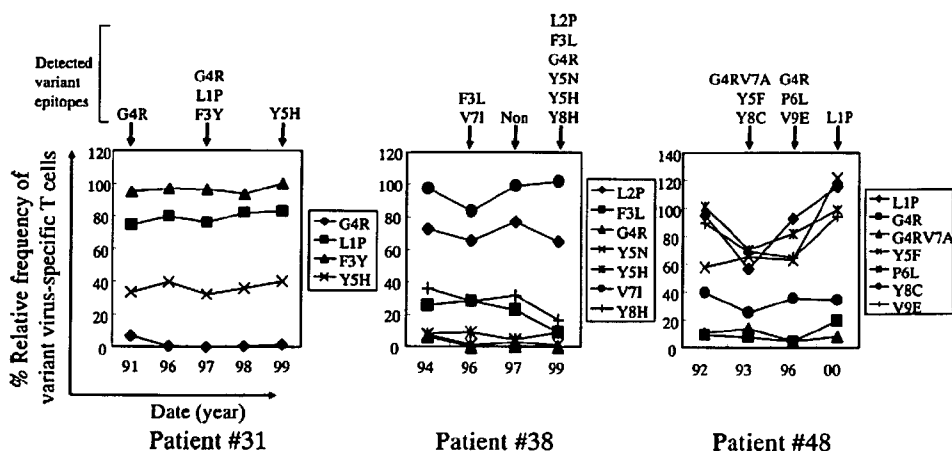 Detected
variant
epitopes
% Relative frequency of
variant virus-specific T cells
G4R
G4R
L1P
F3Y
Y5H
120
100
80
60
40
20
0
91
96
97
98
99
G4R
L1P
F3Y
Y5H
Date (year)
Patient #31
F3L
V7I
Non
L2P
F3L
G4R
Y5N
Y5H
Y8H
120
100
80
60
40
20
0
94
96
97
99
L2P
F3L
G4R
Y5N
Y5H
V7I
Y8H
Patient #38
G4RV7A
Y5F
Y8C
G4R
P6L
V9E
L1P
140
120
100
80
60
40
20
0
92
93
96
00
L1P
G4R
G4RV7A
Y5F
P6L
Y8C
V9E
Patient #48